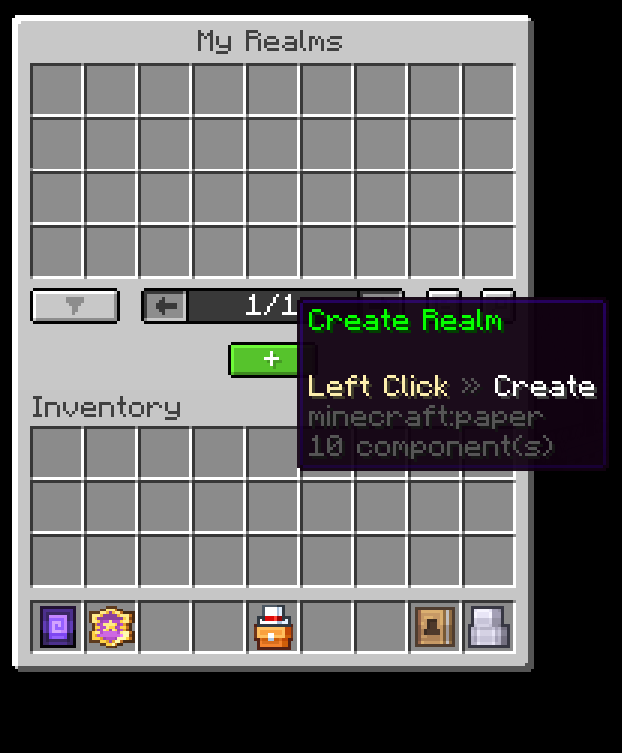 My Realms
1/1
Create Realm
+
Left Click » Create
minecraft:paper
10 component(s)
Inventory